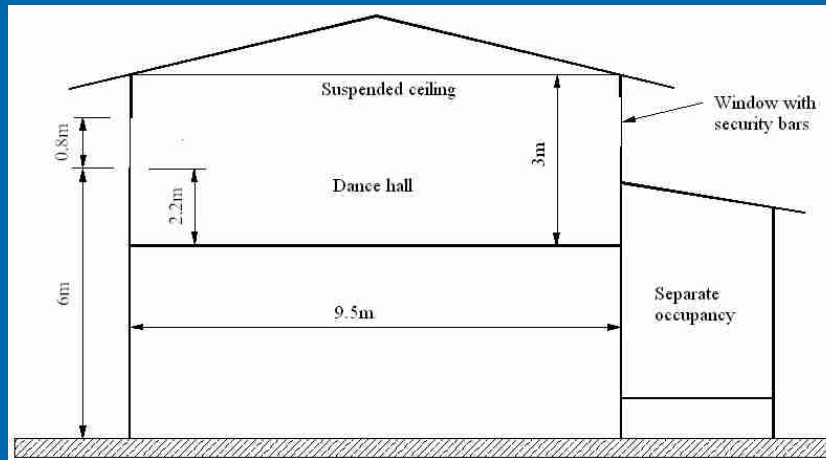 Suspended ceiling
Window with
security bars
0.8m
3m
Dance hall
2.2m
6m
9.5m
Separate
occupancy